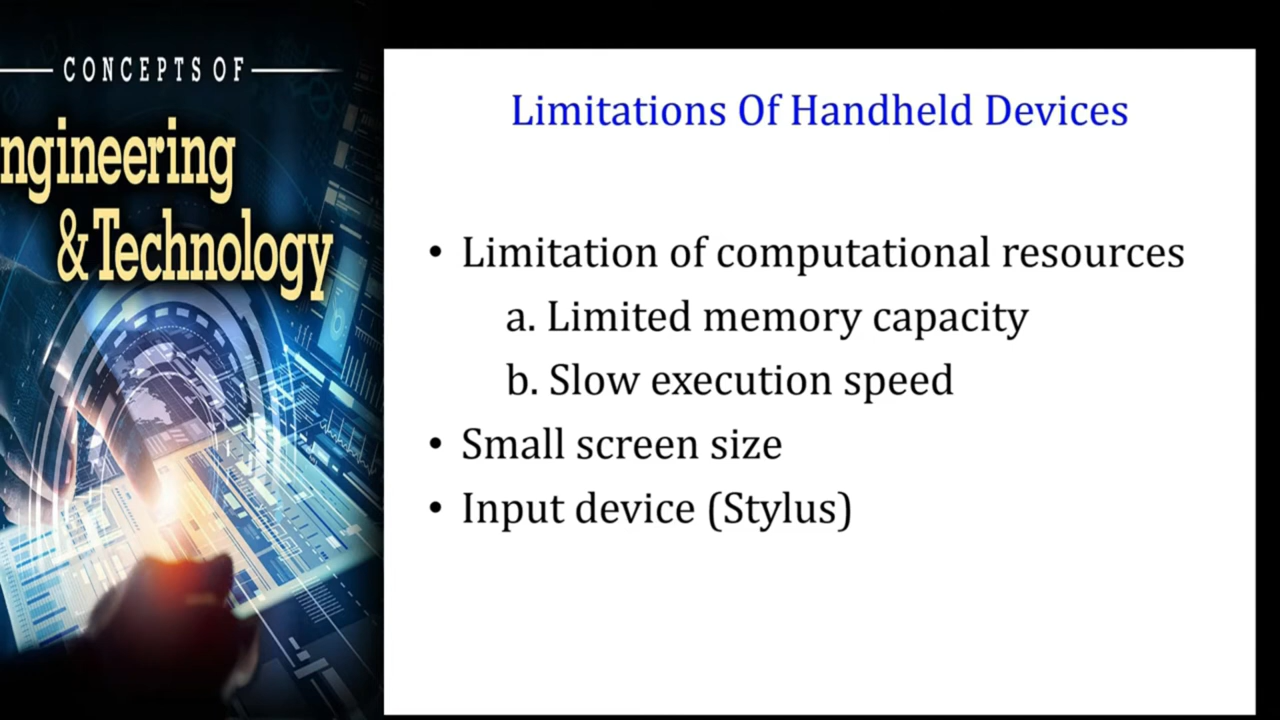 CONCEPTS OF
ngineering
& Technology
Limitations Of Handheld Devices
• Limitation of computational resources
a. Limited memory capacity
b. Slow execution speed
• Small screen size
• Input device (Stylus)